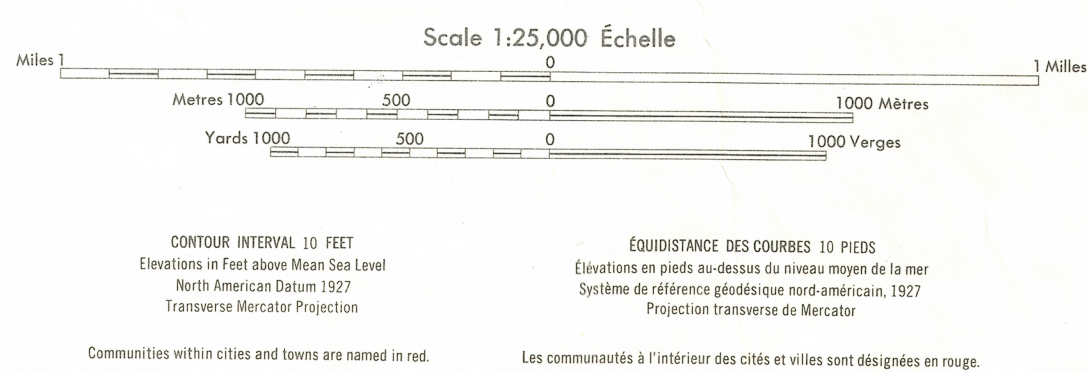 Scale 1:25,000 Échelle
Miles 1 0 1 Milles
Metres 1000 500 0 1000 Mètres
Yards 1000 500 0 1000 Verges
CONTOUR INTERVAL 10 FEET
Elevations in Feet above Mean Sea Level
North American Datum 1927
Transverse Mercator Projection
Communities within cities and towns are named in red.
ÉQUIDISTANCE DES COURBES 10 PIEDS
Élévations en pieds au-dessus du niveau moyen de la mer
Système de référence géodésique nord-américain, 1927
Projection transverse de Mercator
Les communautés à l'intérieur des cités et villes sont désignées en rouge.